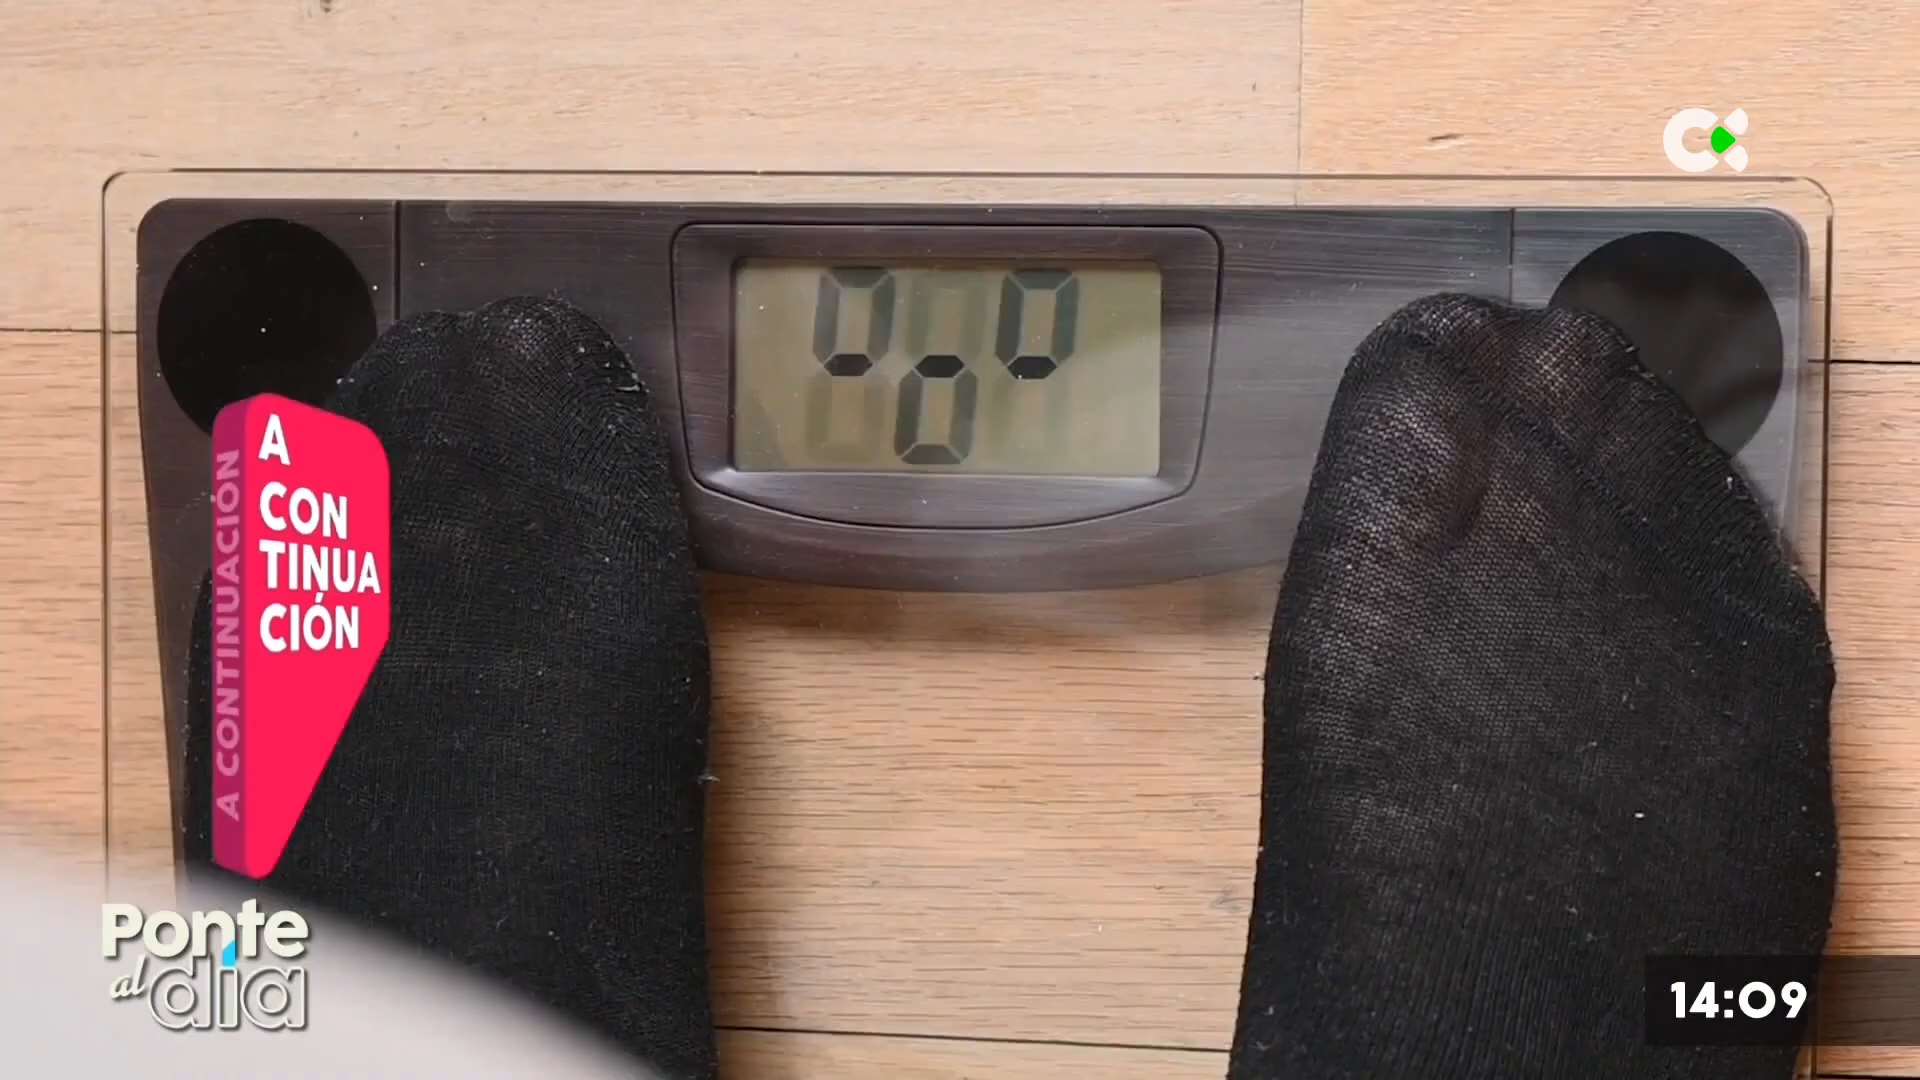 A
CON
TINUA
CIÓN
A CONTINUACIÓN
Ponte
al día
14:09